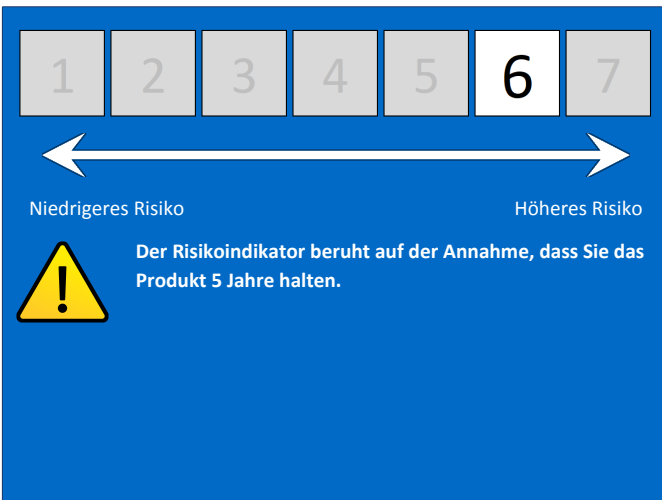 1 2 3 4 5 6 7
Niedrigeres Risiko Höheres Risiko
Der Risikoindikator beruht auf der Annahme, dass Sie das
Produkt 5 Jahre halten.